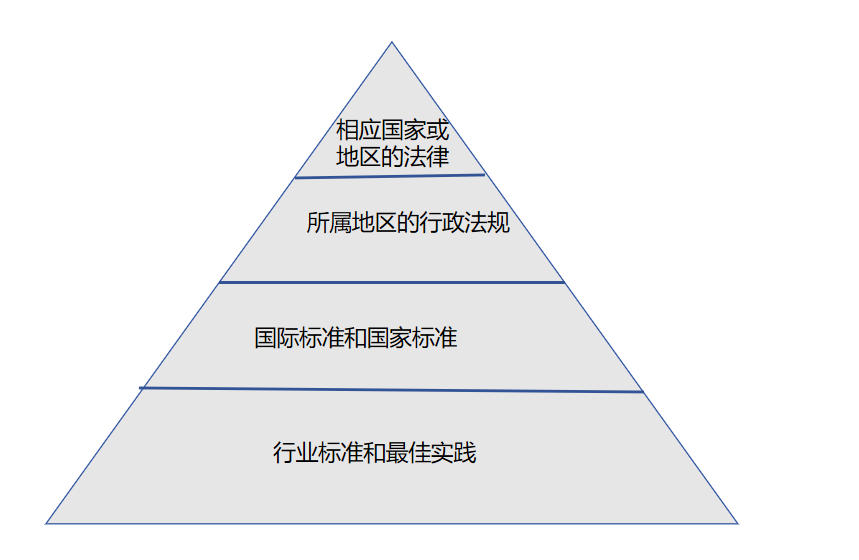 相应国家或
地区的法律
所属地区的行政法规
国际标准和国家标准
行业标准和最佳实践